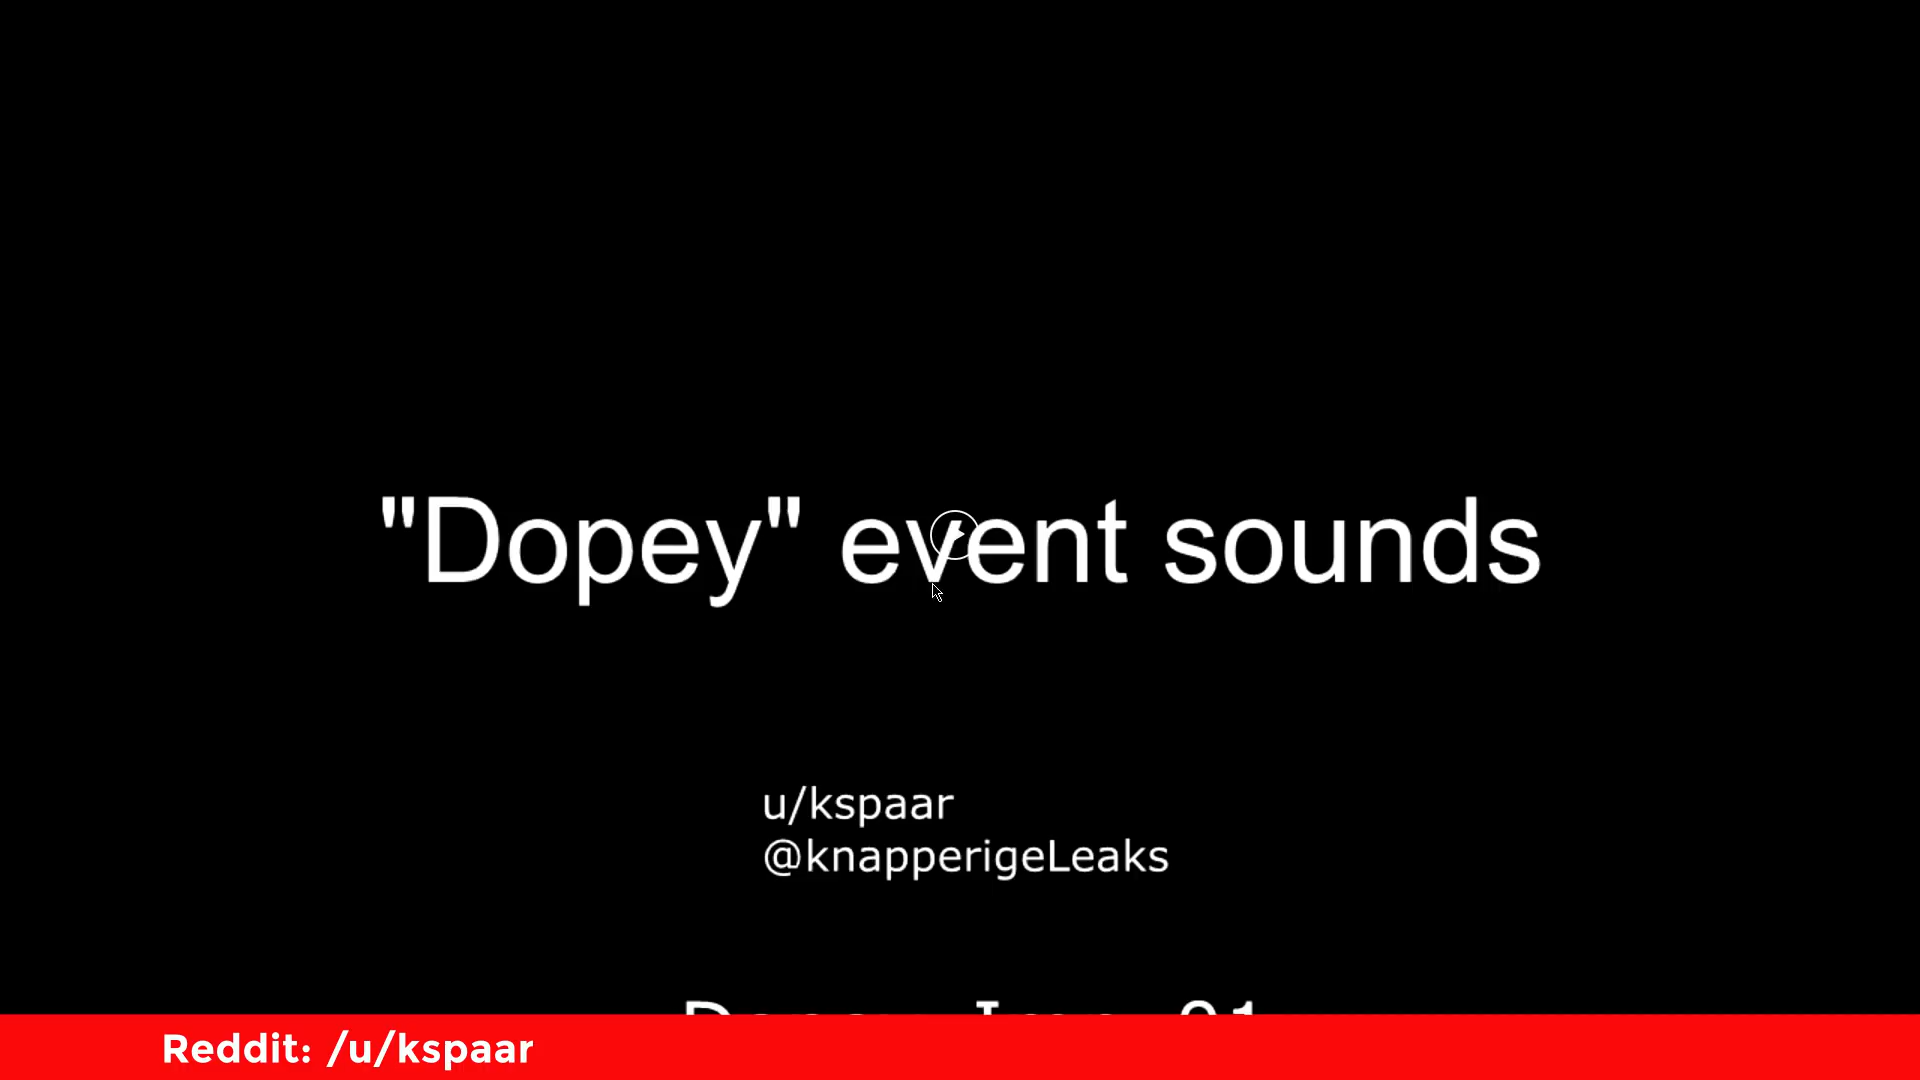 "Dopey" event sounds
u/kspaar
@knapperigeLeaks
Reddit: /u/kspaar